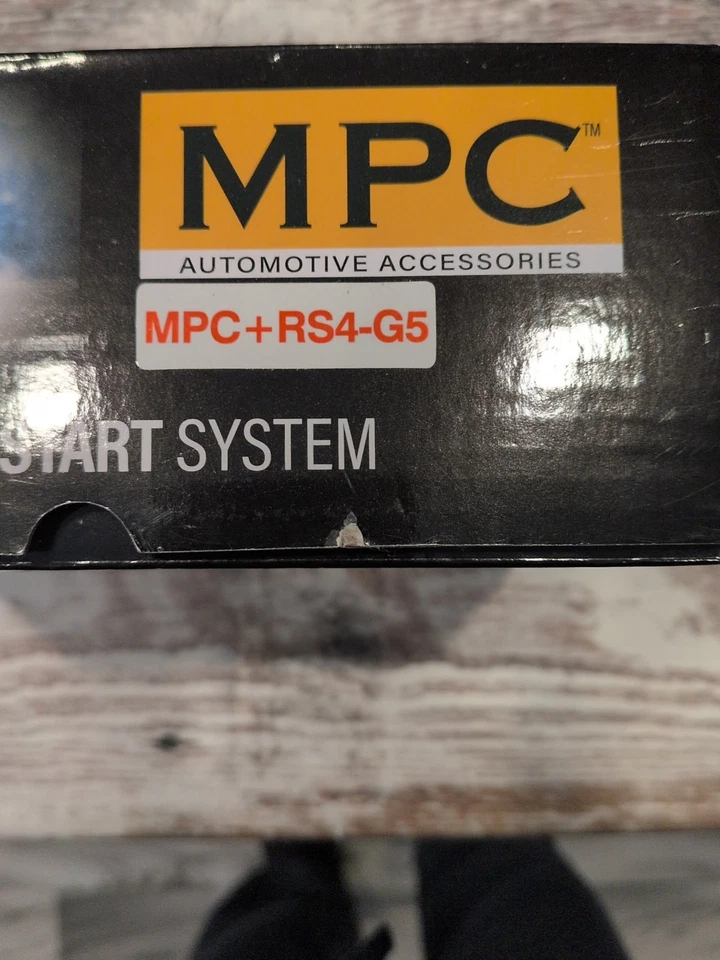 MPC™
AUTOMOTIVE ACCESSORIES
MPC+RS4-G5
START SYSTEM